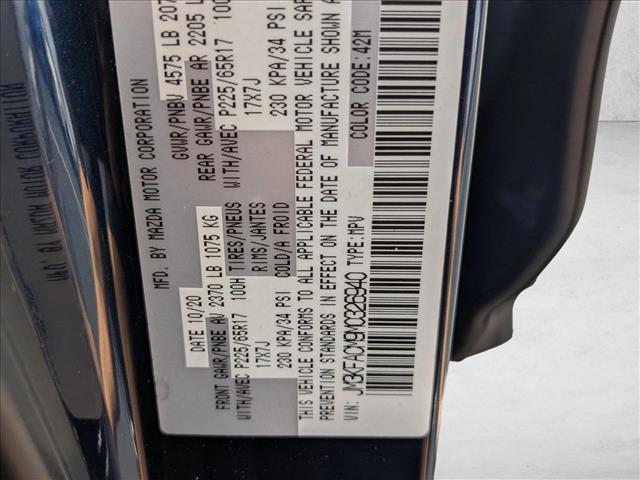 MFD. BY MAZDA MOTOR CORPORATION
DATE 10/20 GVWR/PNBV 4575 LB 207
FRONT GAWR/PNBE AV 2370 LB 1075 KG REAR GAWR/PNBE AR 2205 L
WITH/AVEC P225/65R17 100H TIRES/PNEUS WITH/AVEC P225/65R17 100
17X7J RIMS/JANTES 17X7J
230 KPA/34 PSI COLD/A FROID 230 KPA/34 PSI
THIS VEHICLE CONFORMS TO ALL APPLICABLE FEDERAL MOTOR VEHICLE SAF
PREVENTION STANDARDS IN EFFECT ON THE DATE OF MANUFACTURE SHOWN
VIN: JM3KFACM9M0326940 TYPE:MPV COLOR CODE:42M